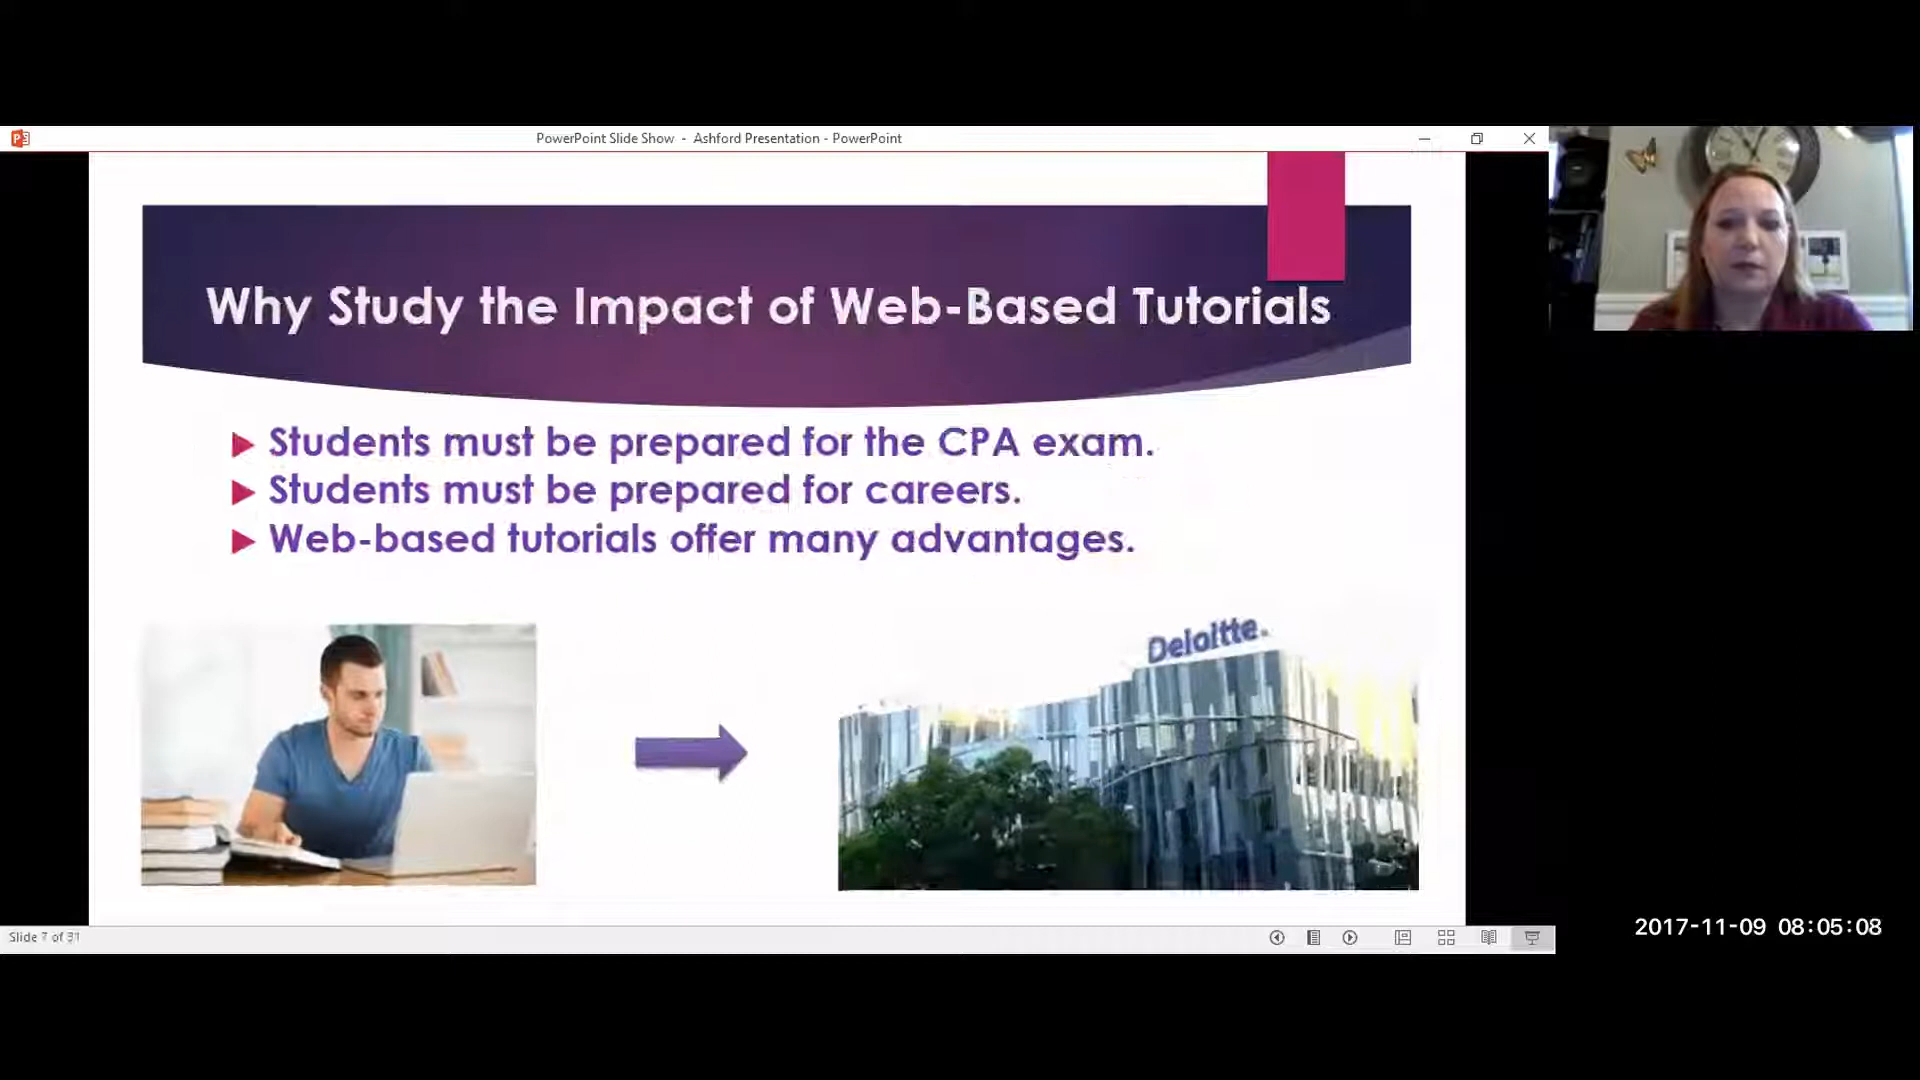 PowerPoint Slide Show - Ashford Presentation - PowerPoint
Why Study the Impact of Web-Based Tutorials
Students must be prepared for the CPA exam.
Students must be prepared for careers.
Web-based tutorials offer many advantages.
Deloitte.
Slide 7 of 31
2017-11-09 08:05:08